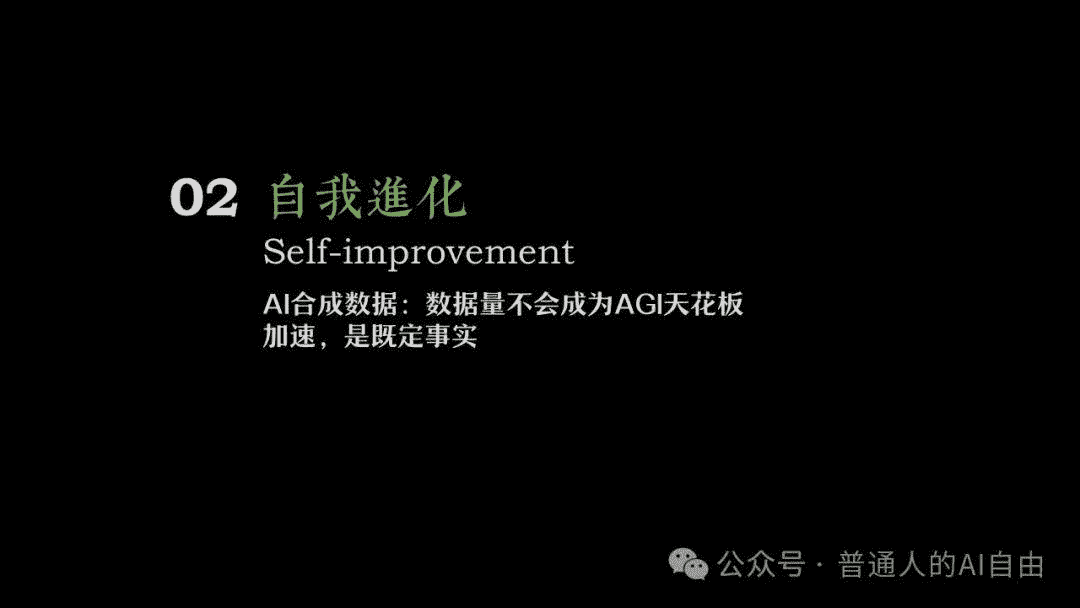 02 自我進化
Self-improvement
AI合成数据：数据量不会成为AGI天花板
加速，是既定事实
公众号·普通人的AI自由